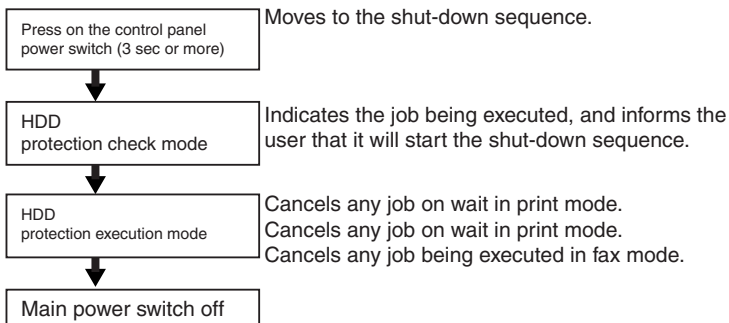 Press on the control panel
power switch (3 sec or more)
Moves to the shut-down sequence.
HDD
protection check mode
Indicates the job being executed, and informs the
user that it will start the shut-down sequence.
HDD
protection execution mode
Cancels any job on wait in print mode.
Cancels any job on wait in print mode.
Cancels any job being executed in fax mode.
Main power switch off